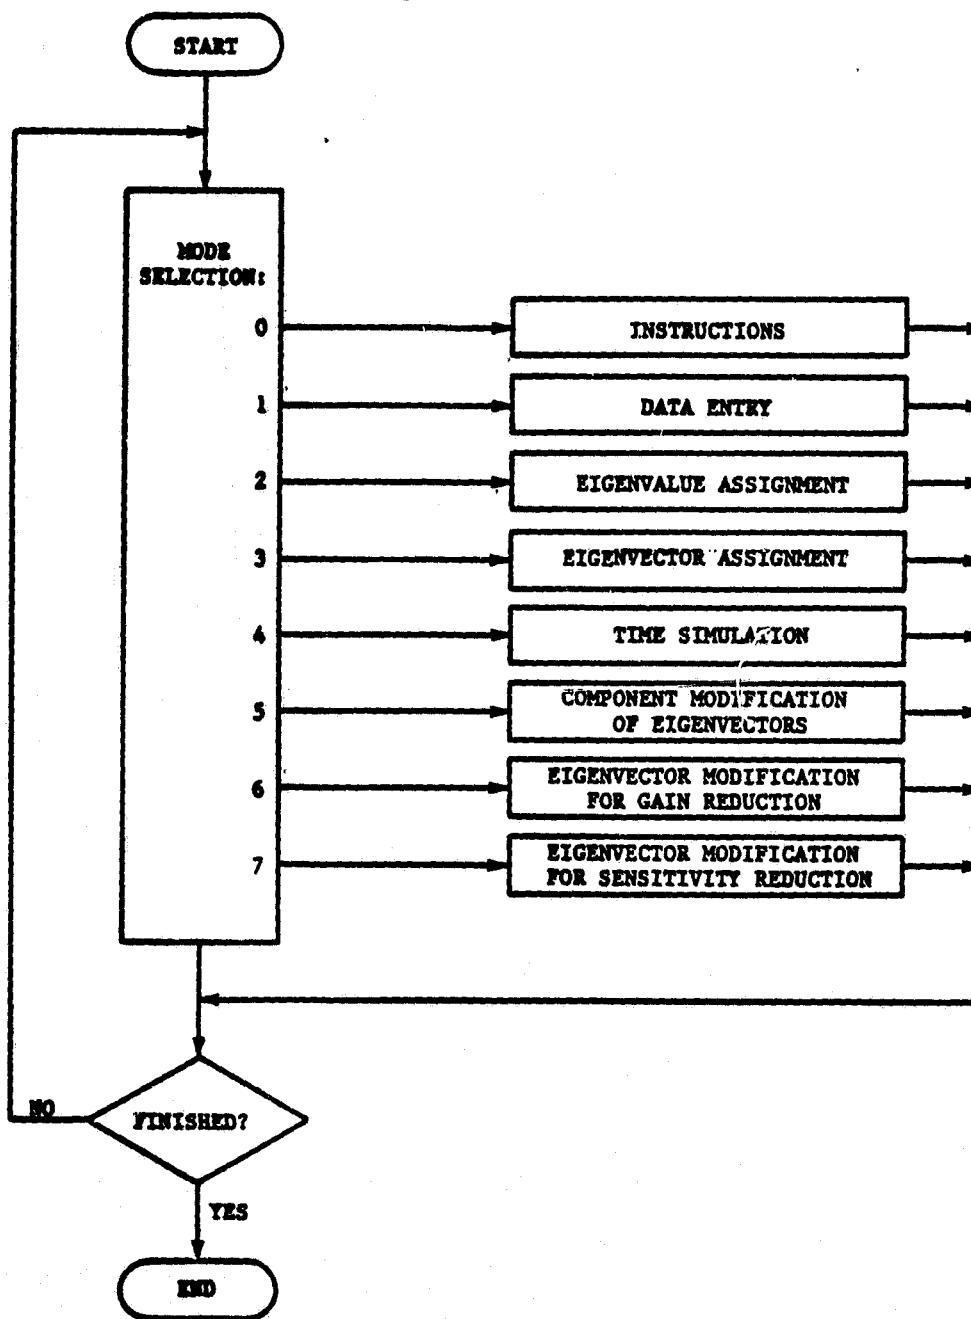 START
MODE
SELECTION:
0
INSTRUCTIONS
1
DATA ENTRY
2
EIGENVALUE ASSIGNMENT
3
EIGENVECTOR ASSIGNMENT
4
TIME SIMULATION
5
COMPONENT MODIFICATION
OF EIGENVECTORS
6
EIGENVECTOR MODIFICATION
FOR GAIN REDUCTION
7
EIGENVECTOR MODIFICATION
FOR SENSITIVITY REDUCTION
NO
FINISHED?
YES
END